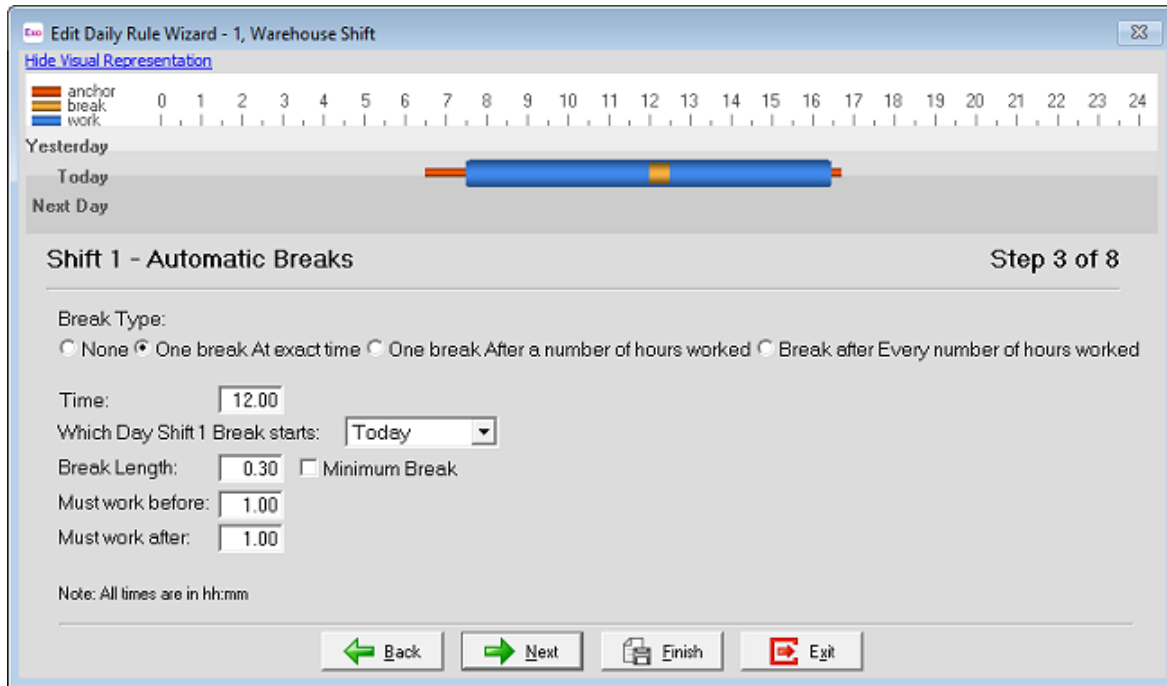 Exo Edit Daily Rule Wizard - 1, Warehouse Shift
Hide Visual Representation
anchor
break
work
0 1 2 3 4 5 6 7 8 9 10 11 12 13 14 15 16 17 18 19 20 21 22 23 24
Yesterday
Today
Next Day
Shift 1 - Automatic Breaks Step 3 of 8
Break Type:
None One break At exact time One break After a number of hours worked Break after Every number of hours worked
Time: 12.00
Which Day Shift 1 Break starts: Today
Break Length: 0.30 Minimum Break
Must work before: 1.00
Must work after: 1.00
Note: All times are in hh:mm
Back Next Finish Exit